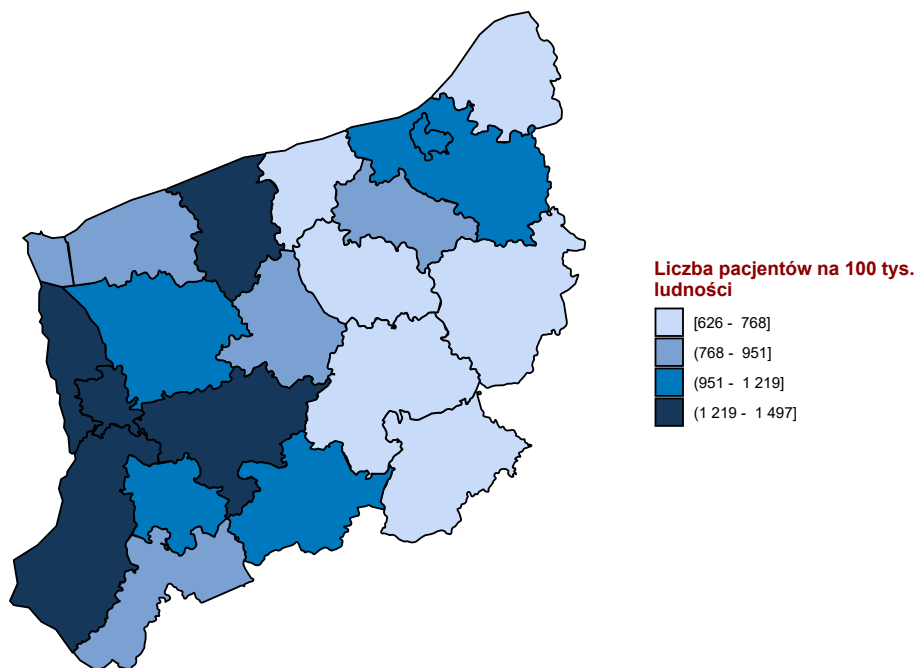 Liczba pacjentów na 100 tys.
ludności
[626 - 768]
(768 - 951]
(951 - 1 219]
(1 219 - 1 497]